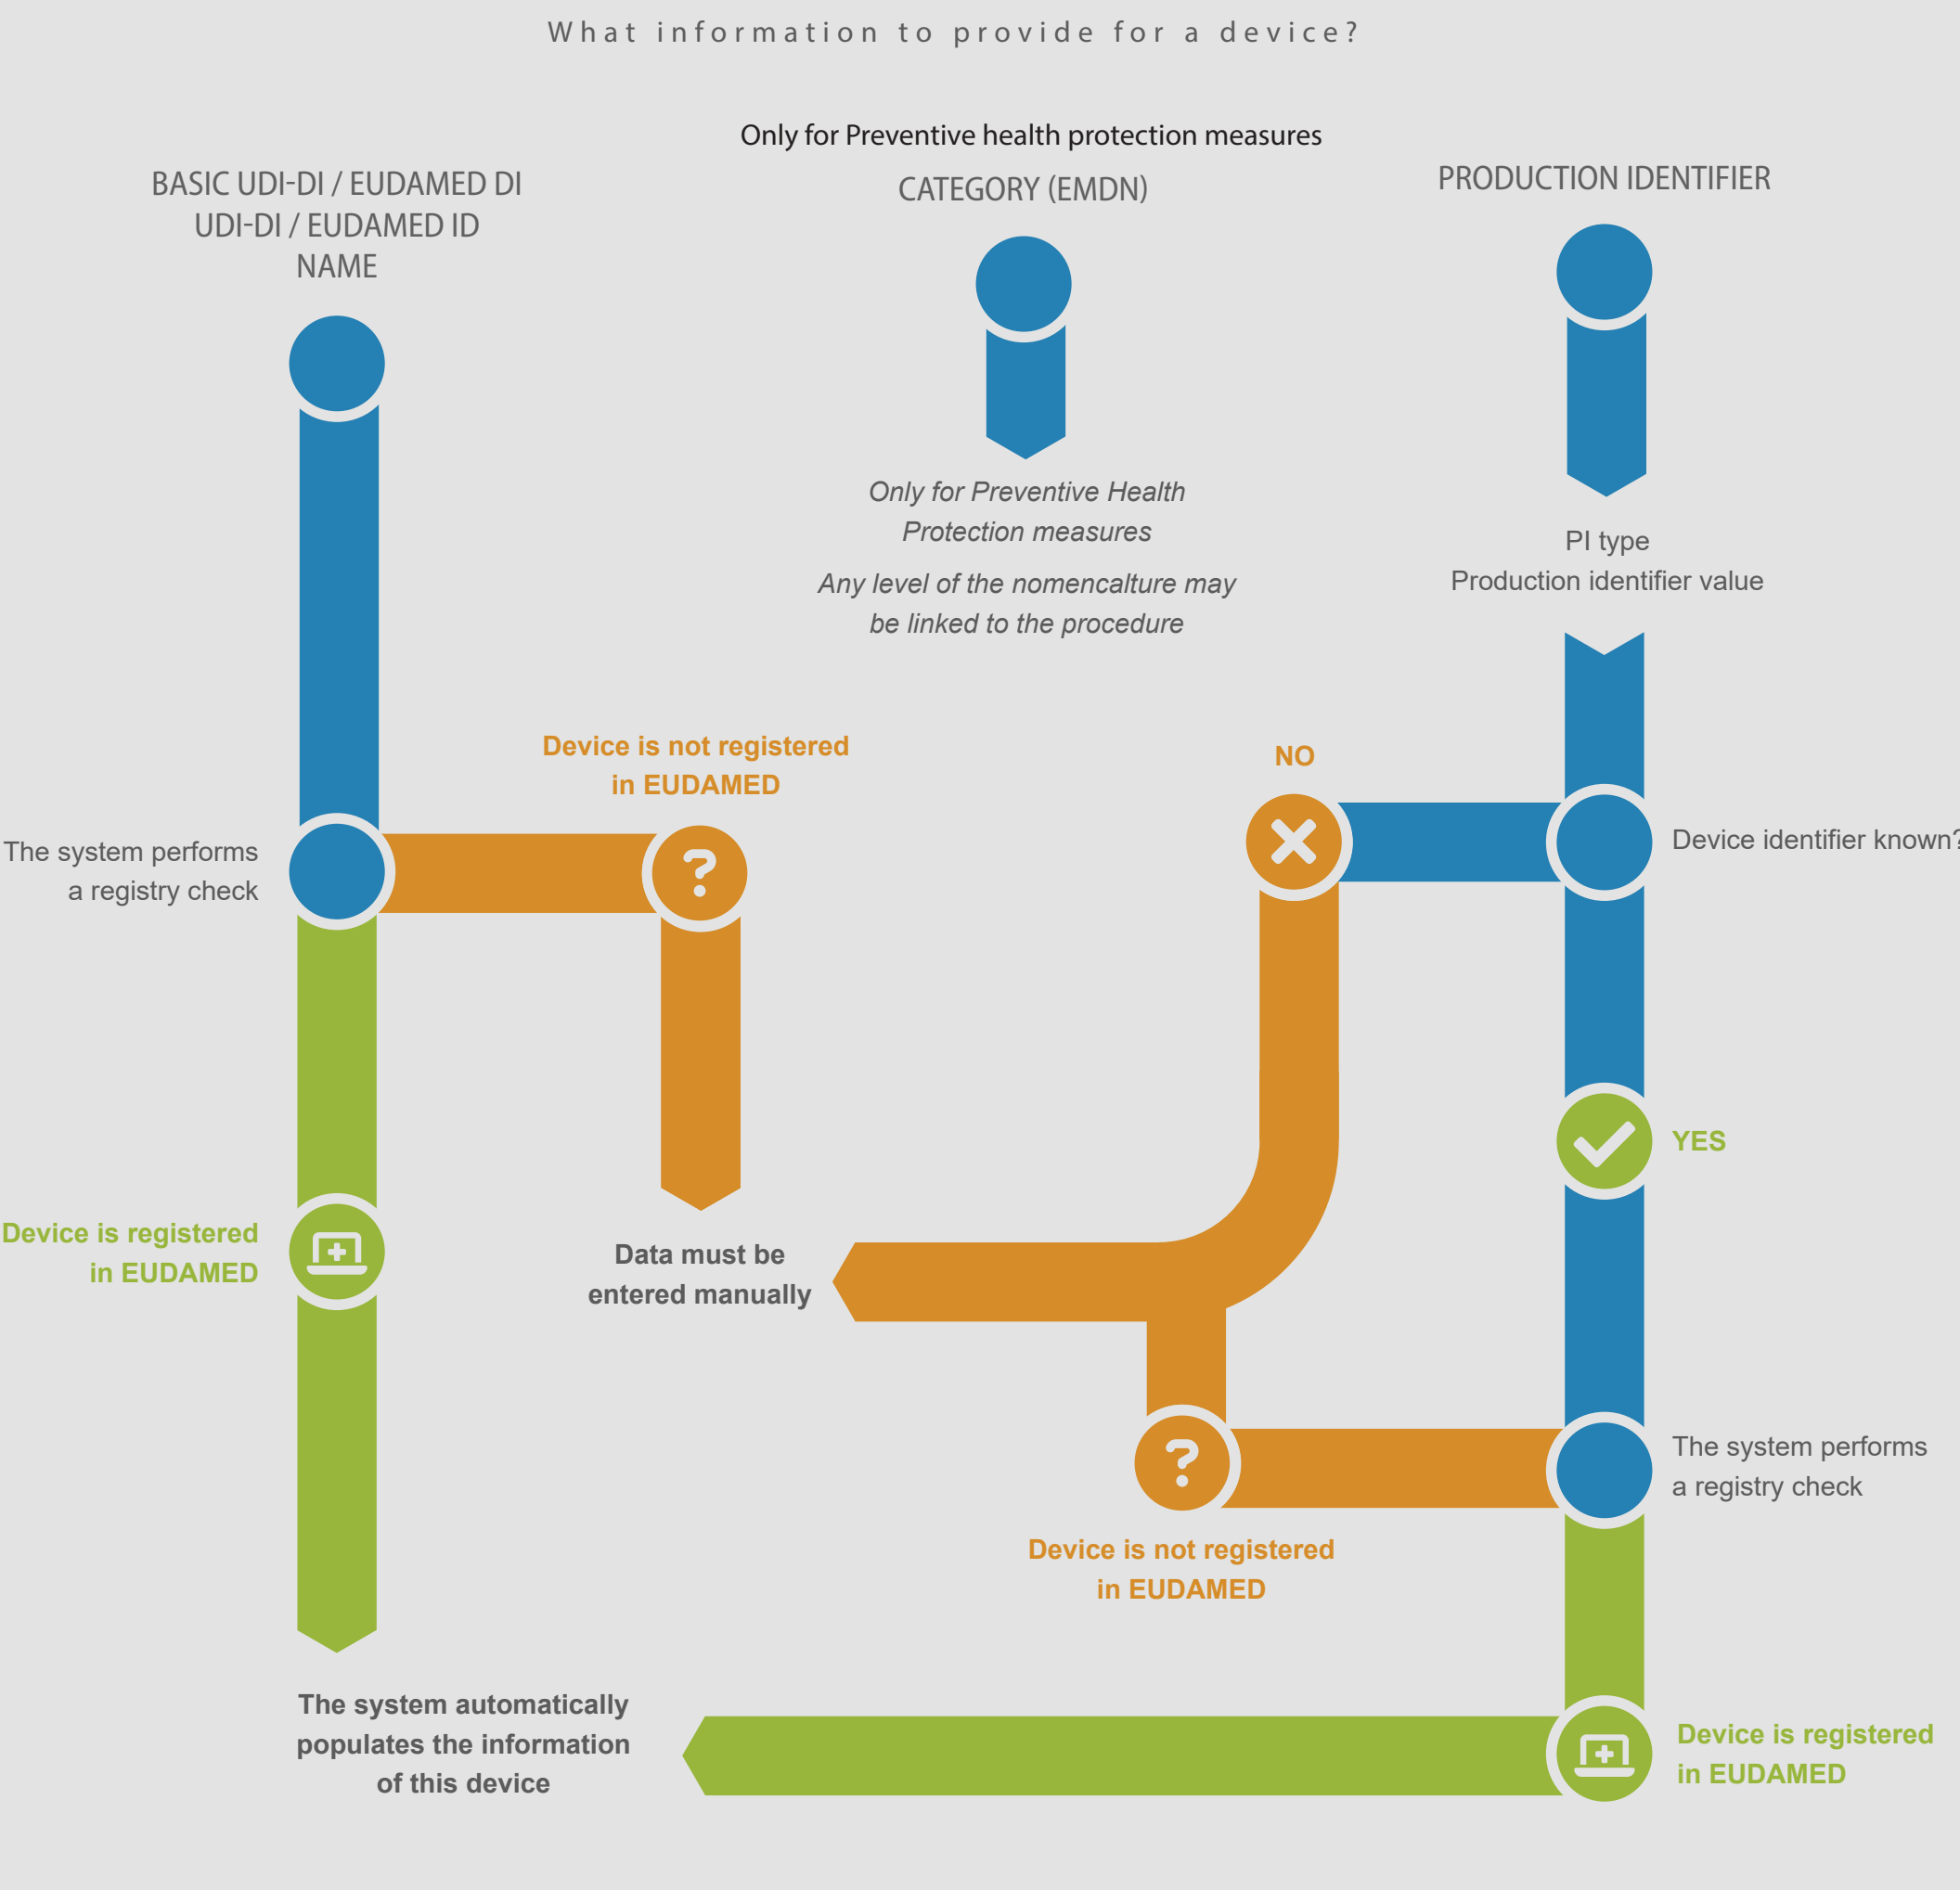 What information to provide for a device?
Only for Preventive health protection measures
BASIC UDI-DI / EUDAMED DI
UDI-DI / EUDAMED ID
NAME
CATEGORY (EMDN)
PRODUCTION IDENTIFIER
Only for Preventive Health
Protection measures
Any level of the nomencalture may
be linked to the procedure
PI type
Production identifier value
Device is not registered
in EUDAMED
NO
The system performs
a registry check
Device identifier known?
YES
Device is registered
in EUDAMED
Data must be
entered manually
The system performs
a registry check
Device is not registered
in EUDAMED
The system automatically
populates the information
of this device
Device is registered
in EUDAMED